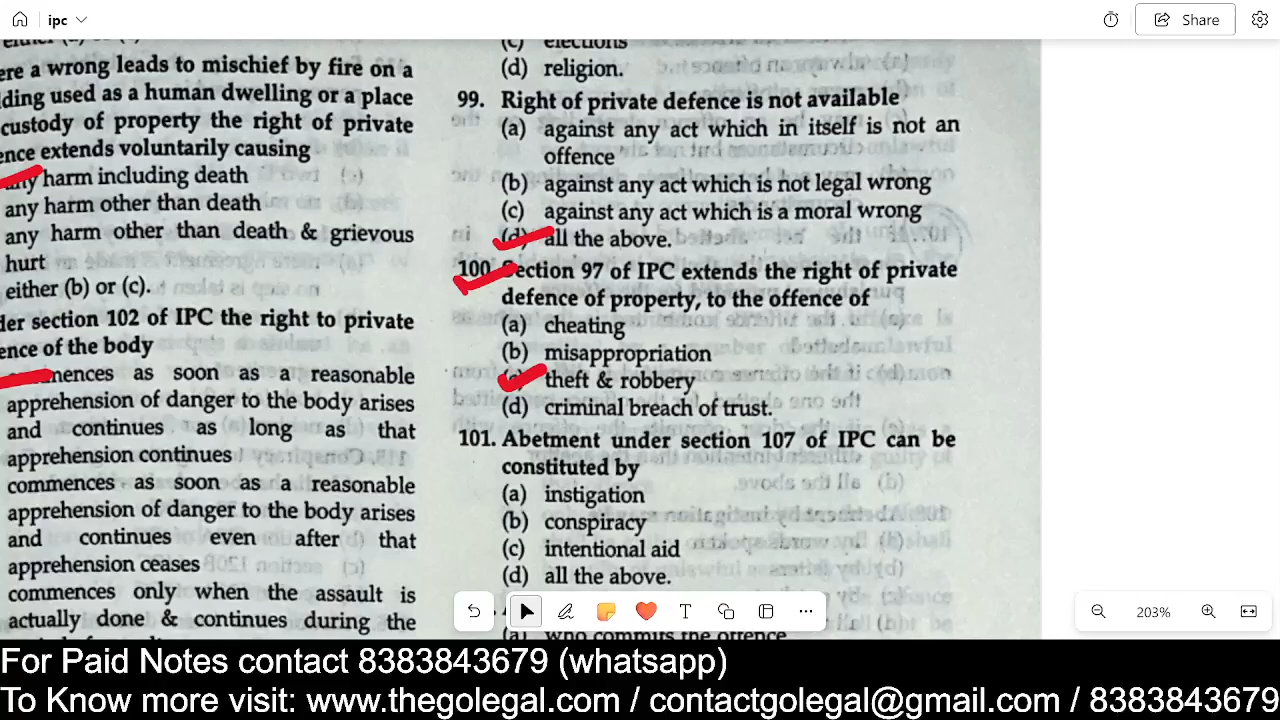 ipc
Share
ere a wrong leads to mischief by fire on a
ding used as a human dwelling or a place
custody of property the right of private
ence extends voluntarily causing
any harm including death
any harm other than death
any harm other than death & grievous
hurt
either (b) or (c).
der section 102 of IPC the right to private
ence of the body
mences as soon as a reasonable
apprehension of danger to the body arises
and continues as long as that
apprehension continues
commences as soon as a reasonable
apprehension of danger to the body arises
and continues even after that
apprehension ceases
commences only when the assault is
actually done & continues during the
(c) elections
(d) religion.
99. Right of private defence is not available
(a) against any act which in itself is not an
offence
(b) against any act which is not legal wrong
(c) against any act which is a moral wrong
(d) all the above.
100. Section 97 of IPC extends the right of private
defence of property, to the offence of
(a) cheating
(b) misappropriation
theft & robbery
(d) criminal breach of trust.
101. Abetment under section 107 of IPC can be
constituted by
(a) instigation
(b) conspiracy
(c) intentional aid
(d) all the above.
(a) who commits the offence
203%
For Paid Notes contact 8383843679 (whatsapp)
To Know more visit: www.thegolegal.com / contactgolegal@gmail.com / 8383843679